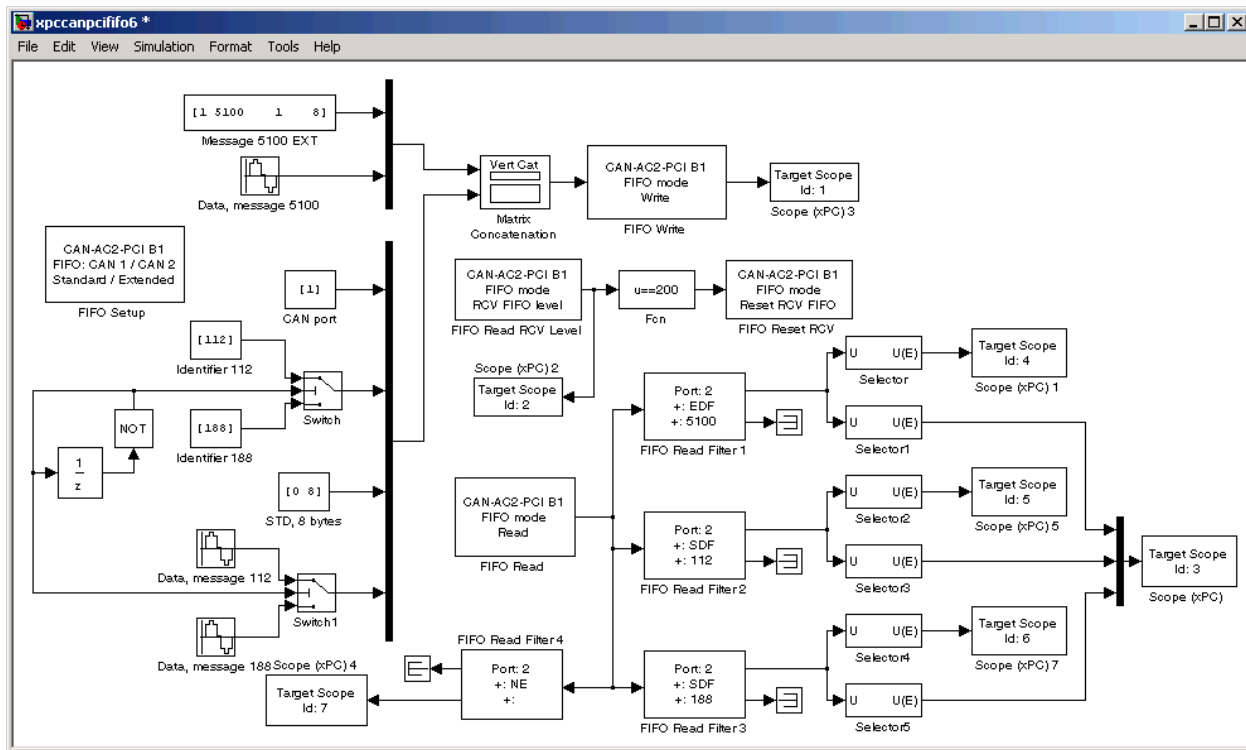 xpccanpcififo6 *
File Edit View Simulation Format Tools Help
[1 5100 1 8]
Message 5100 EXT
Data, message 5100
Vert Cat
Matrix
Concatenation
CAN-AC2-PCI B1
FIFO mode
Write
FIFO Write
Target Scope
Id: 1
Scope (xPC) 3
CAN-AC2-PCI B1
FIFO: CAN 1 / CAN 2
Standard / Extended
FIFO Setup
[1]
CAN port
CAN-AC2-PCI B1
FIFO mode
RCV FIFO level
FIFO Read RCV Level
u==200
Fcn
CAN-AC2-PCI B1
FIFO mode
Reset RCV FIFO
FIFO Reset RCV
[112]
Identifier 112
Switch
NOT
[188]
Identifier 188
1
z
Scope (xPC) 2
Target Scope
Id: 2
Port: 2
+: EDF
+: 5100
FIFO Read Filter1
U U(E)
Selector
Target Scope
Id: 4
Scope (xPC) 1
U U(E)
Selector1
[0 8]
STD, 8 bytes
CAN-AC2-PCI B1
FIFO mode
Read
FIFO Read
Port: 2
+: SDF
+: 112
FIFO Read Filter2
U U(E)
Selector2
Target Scope
Id: 5
Scope (xPC) 5
U U(E)
Selector3
Target Scope
Id: 3
Scope (xPC)
Data, message 112
Switch1
Data, message 188
Scope (xPC) 4
Target Scope
Id: 7
FIFO Read Filter4
Port: 2
+: NE
+:
Port: 2
+: SDF
+: 188
FIFO Read Filter3
U U(E)
Selector4
Target Scope
Id: 6
Scope (xPC) 7
U U(E)
Selector5